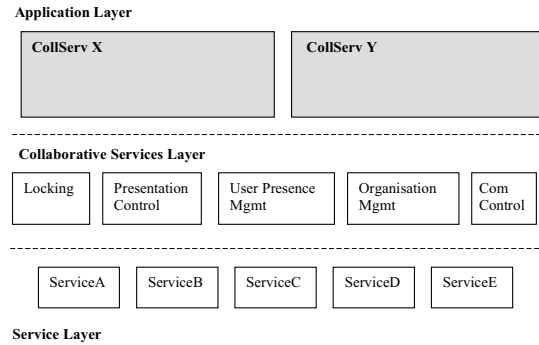 Application Layer
CollServ X
CollServ Y
Collaborative Services Layer
Locking
Presentation
Control
User Presence
Mgmt
Organisation
Mgmt
Com
Control
ServiceA
ServiceB
ServiceC
ServiceD
ServiceE
Service Layer